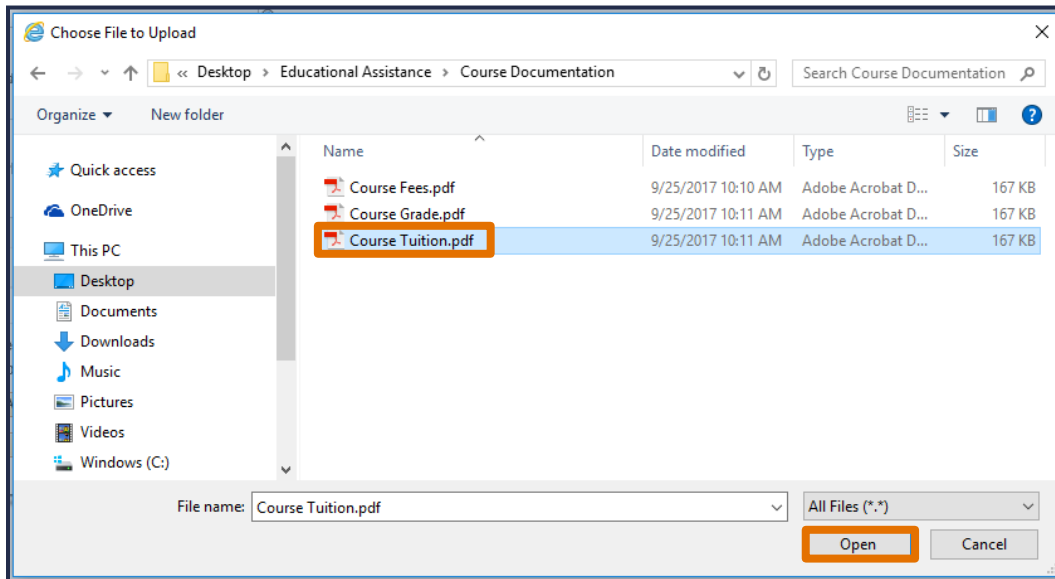 Choose File to Upload
« Desktop > Educational Assistance > Course Documentation
Search Course Documentation
Organize
New folder
Name Date modified Type Size
Quick access
OneDrive
This PC
Desktop
Documents
Downloads
Music
Pictures
Videos
Windows (C:)
Course Fees.pdf 9/25/2017 10:10 AM Adobe Acrobat D... 167 KB
Course Grade.pdf 9/25/2017 10:11 AM Adobe Acrobat D... 167 KB
Course Tuition.pdf 9/25/2017 10:11 AM Adobe Acrobat D... 167 KB
File name: Course Tuition.pdf
All Files (*.*)
Open
Cancel